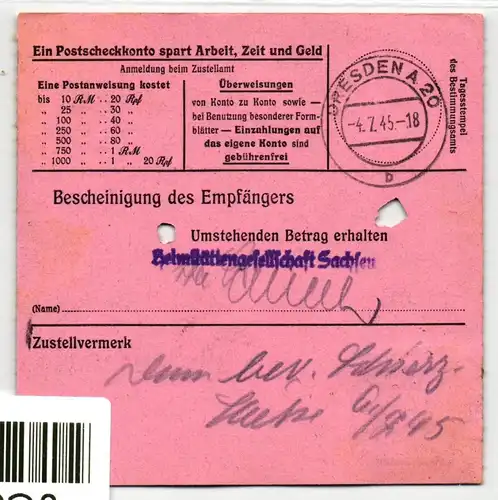 Ein Postscheckkonto spart Arbeit, Zeit und Geld
Anmeldung beim Zustellamt
Eine Postanweisung kostet
bis 10 RM .. 20 Rpf
„ 25 „ .. 30 „
„ 100 „ .. 40 „
„ 250 „ .. 60 „
„ 500 „ .. 80 „
„ 750 „ .. 1 RM
„ 1000 „ .. 1 „ 20 Rpf
Überweisungen
von Konto zu Konto sowie —
bei Benutzung besonderer Form-
blätter — Einzahlungen auf
das eigene Konto sind
gebührenfrei
DRESDEN A. 20
-4.7.45.-18
b
Tagesstempel
des Bestimmungsamts
Bescheinigung des Empfängers
Umstehenden Betrag erhalten
Heimstättengesellschaft Sachsen
(Name)
Zustellvermerk